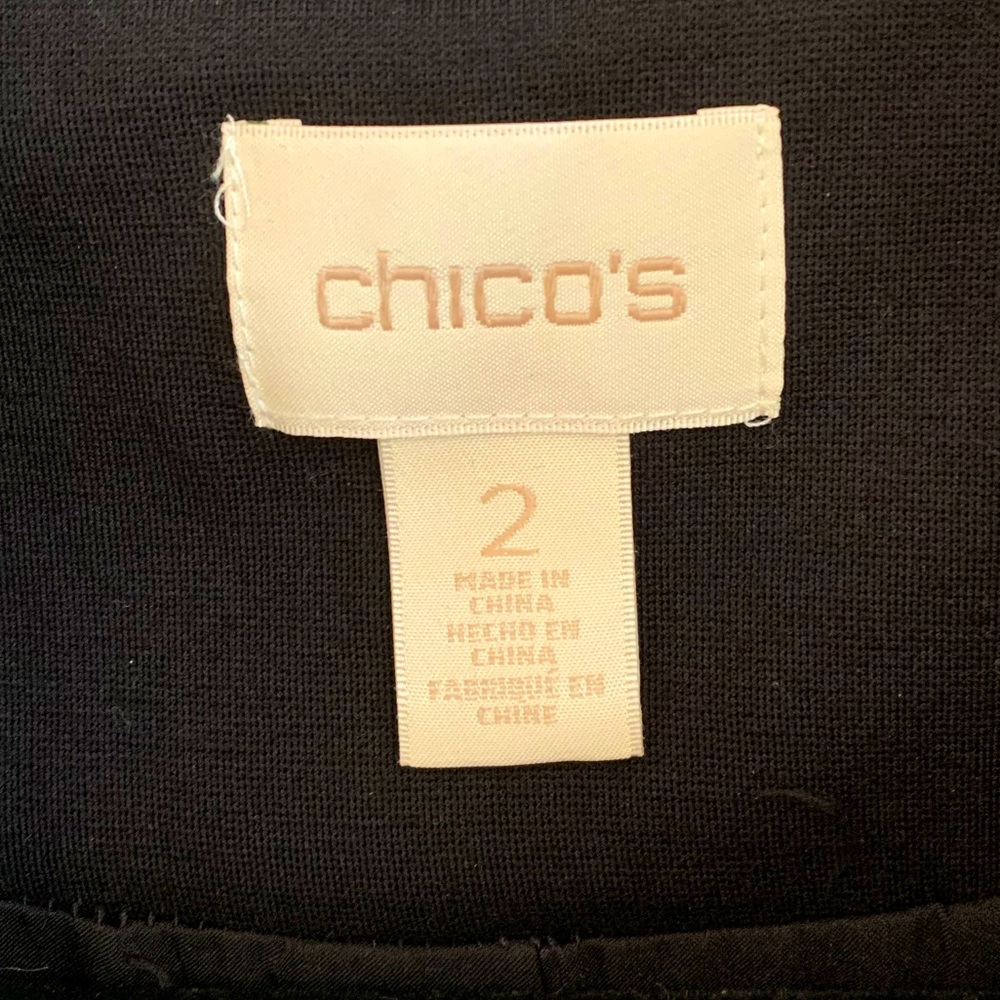 chico's
2
MADE IN
CHINA
HECHO EN
CHINA
FABRIQUÉ EN
CHINE